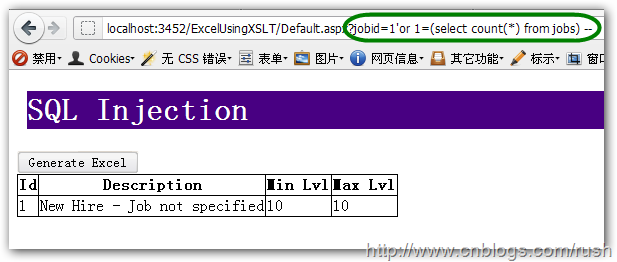 localhost:3452/ExcelUsingXSLT/Default.aspx?jobid=1'or 1=(select count(*) from jobs) --
禁用 Cookies 无 CSS 错误 表单 图片 网页信息 其它功能 标示 窗口
SQL Injection
Generate Excel
Id Description Min Lvl Max Lvl
1 New Hire - Job not specified 10 10
http://www.cnblogs.com/rush